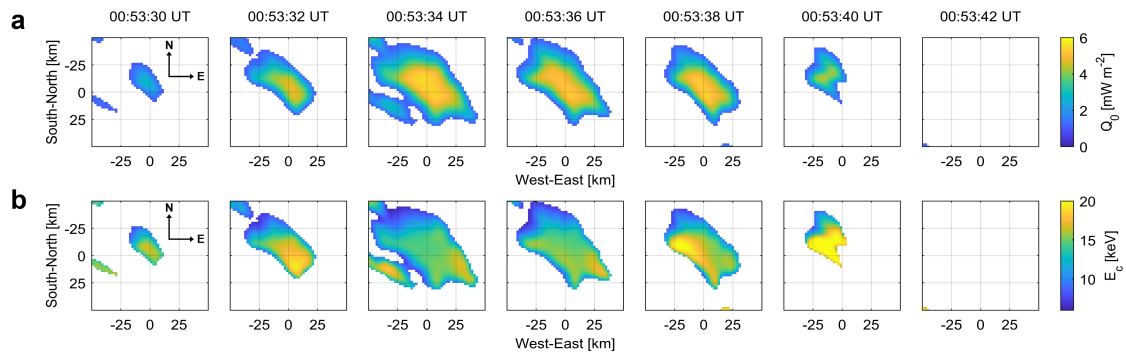 a
00:53:30 UT 00:53:32 UT 00:53:34 UT 00:53:36 UT 00:53:38 UT 00:53:40 UT 00:53:42 UT
South-North [km]
-25
0
25
N
E
-25 0 25 -25 0 25 -25 0 25 -25 0 25 -25 0 25 -25 0 25 -25 0 25
West-East [km]
6
4
2
0
Q0 [mW m-2]
b
South-North [km]
-25
0
25
N
E
-25 0 25 -25 0 25 -25 0 25 -25 0 25 -25 0 25 -25 0 25 -25 0 25
West-East [km]
20
15
10
Ec [keV]